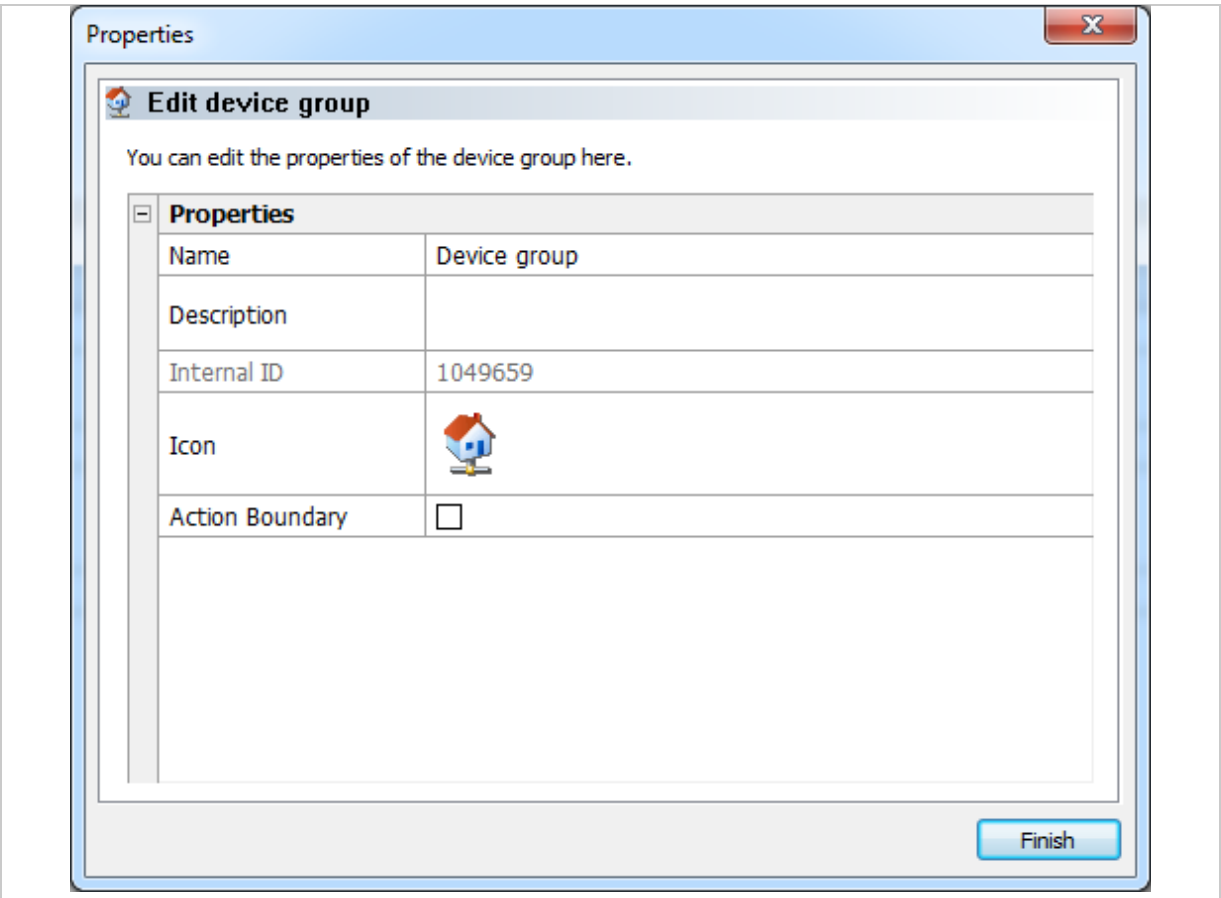 Properties
Edit device group
You can edit the properties of the device group here.
Properties
Name Device group
Description
Internal ID 1049659
Icon
Action Boundary
Finish